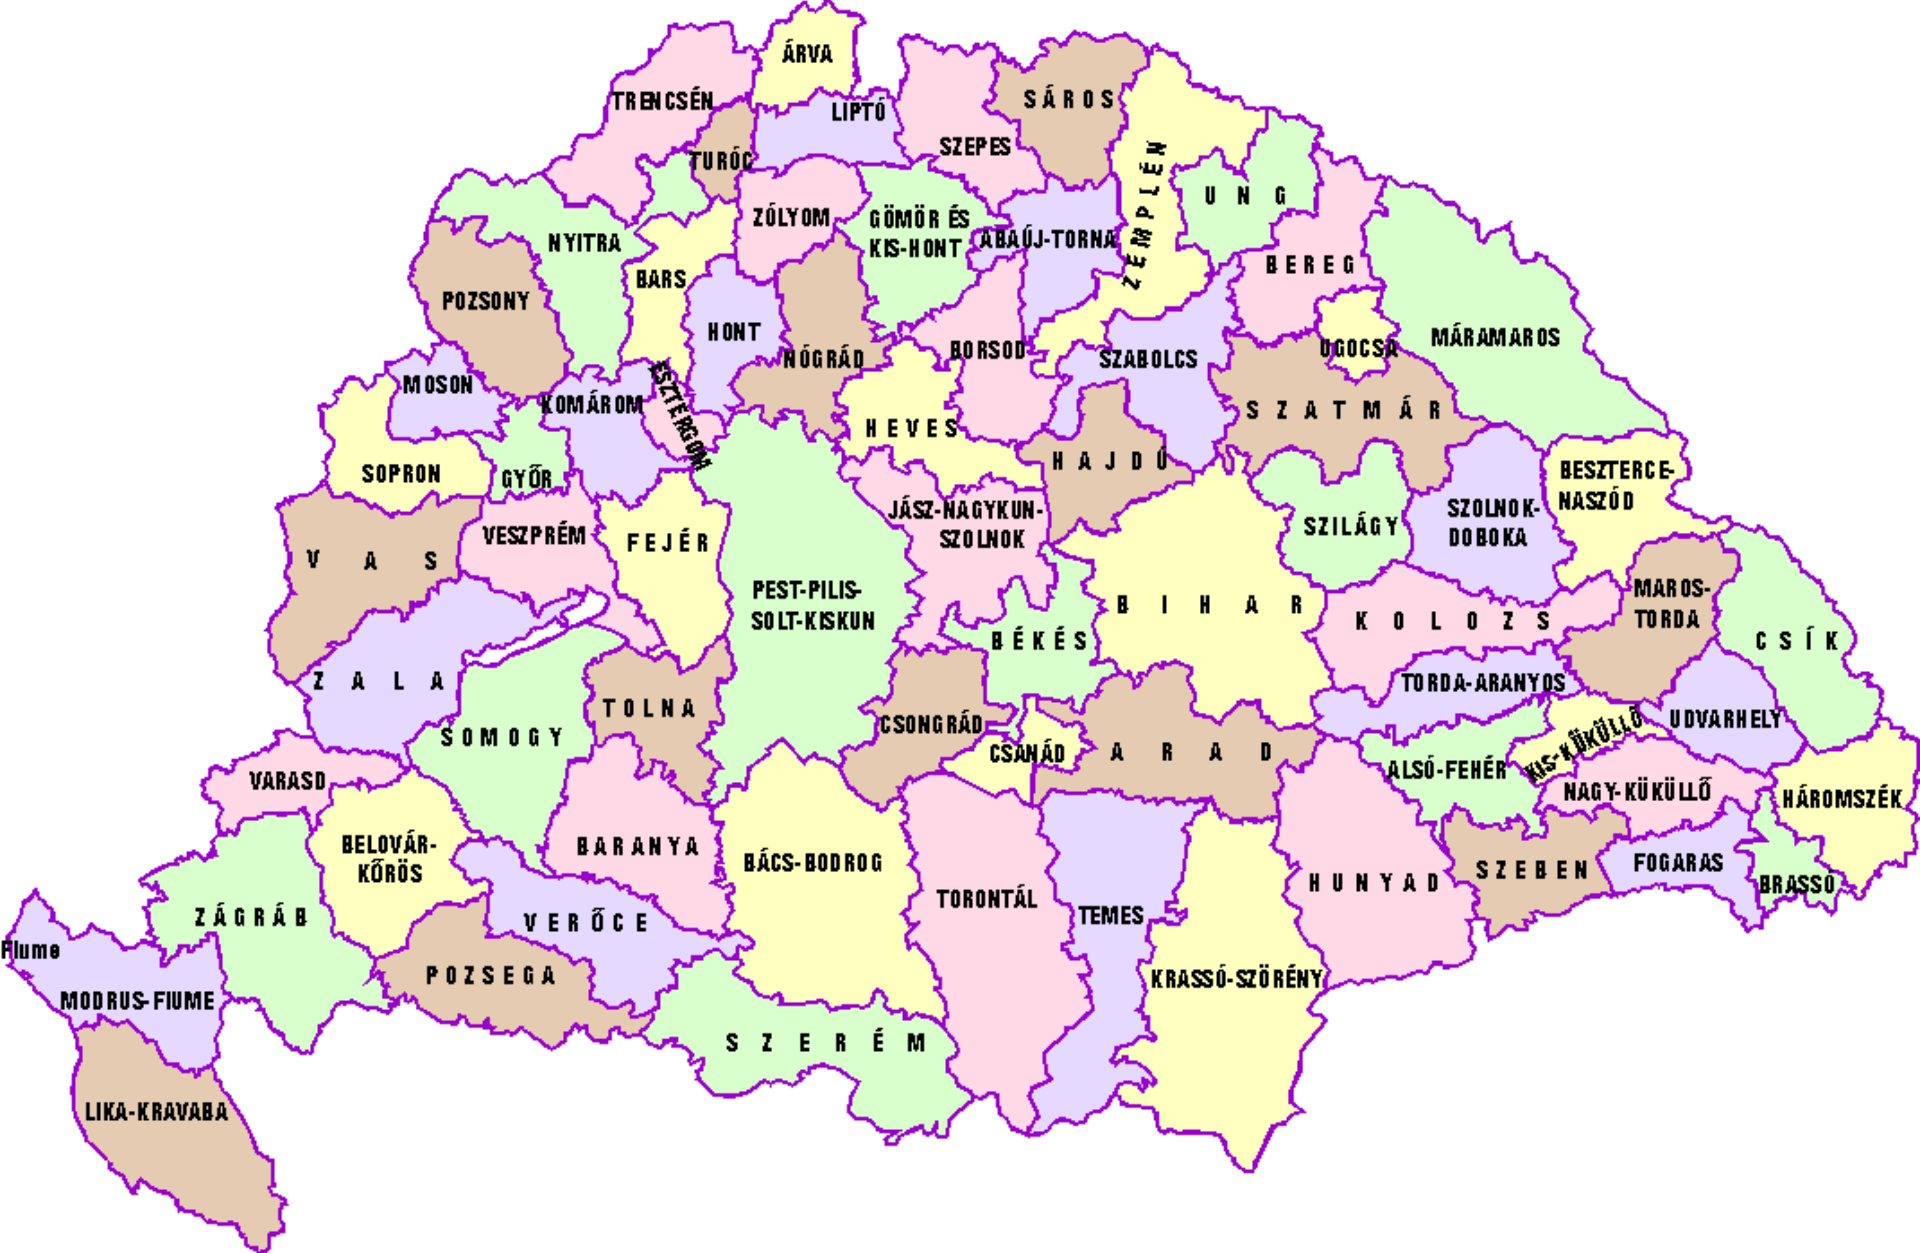 ÁRVA
TRENCSÉN
LIPTÓ
SÁROS
SZEPES
TURÓC
ZEMPLÉN
UNG
ZÓLYOM
GÖMÖR ÉS
KIS-HONT
NYITRA
ABAÚJ-TORNA
BEREG
BARS
POZSONY
HONT
NÓGRÁD
BORSOD
SZABOLCS
UGOCSA
MÁRAMAROS
MOSON
KOMÁROM
ESZTERGOM
HEVES
SZATMÁR
SOPRON
GYŐR
HAJDÚ
BESZTERCE-
NASZÓD
JÁSZ-NAGYKUN-
SZOLNOK
SZOLNOK-
DOBOKA
SZILÁGY
VAS
VESZPRÉM
FEJÉR
PEST-PILIS-
SOLT-KISKUN
BIHAR
MAROS-
TORDA
KOLOZS
BÉKÉS
CSÍK
ZALA
TORDA-ARANYOS
TOLNA
SOMOGY
CSONGRÁD
CSANÁD
ARAD
UDVARHELY
KIS-KÜKÜLLŐ
ALSÓ-FEHÉR
VARASD
NAGY-KÜKÜLLŐ
HÁROMSZÉK
BELOVÁR-
KŐRÖS
BARANYA
BÁCS-BODROG
SZEBEN
FOGARAS
BRASSÓ
HUNYAD
TORONTÁL
TEMES
ZÁGRÁB
VERŐCE
Fiume
POZSEGA
KRASSÓ-SZÖRÉNY
MODRUS-FIUME
SZERÉM
LIKA-KRAVABA